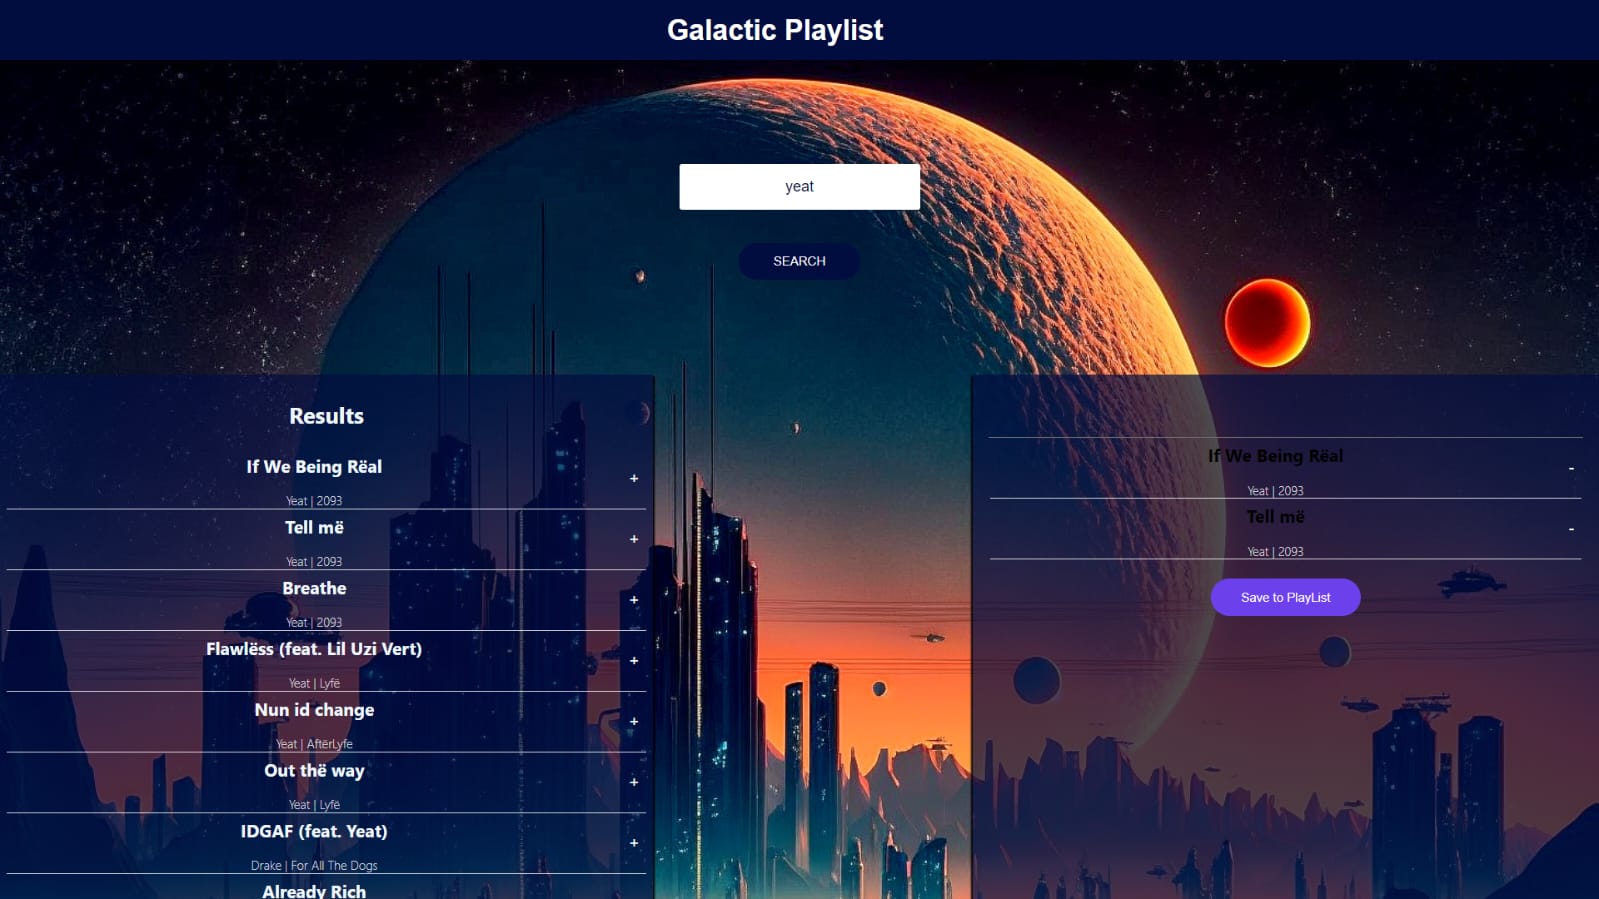 Galactic Playlist
yeat
SEARCH
Results
If We Being Rëal
+
Yeat | 2093
Tell më
+
Yeat | 2093
Breathe
+
Yeat | 2093
Flawlëss (feat. Lil Uzi Vert)
+
Yeat | Lyfë
Nun id change
+
Yeat | AftërLyfe
Out thë way
+
Yeat | Lyfë
IDGAF (feat. Yeat)
+
Drake | For All The Dogs
Already Rich
If We Being Rëal
-
Yeat | 2093
Tell më
-
Yeat | 2093
Save to PlayList